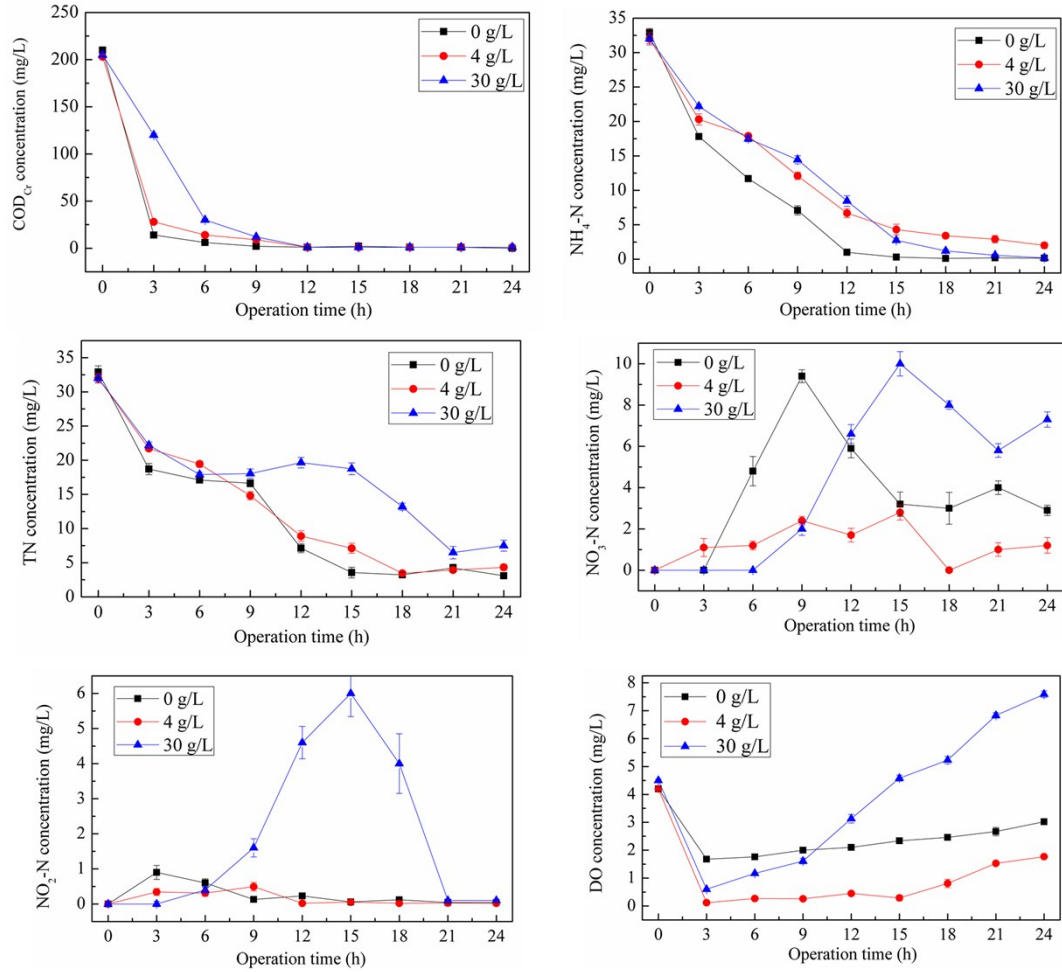 COD_Cr concentration (mg/L)
250
200
150
100
50
0
0 g/L
4 g/L
30 g/L
0 3 6 9 12 15 18 21 24
Operation time (h)
NH₄-N concentration (mg/L)
35
30
25
20
15
10
5
0
0 g/L
4 g/L
30 g/L
0 3 6 9 12 15 18 21 24
Operation time (h)
TN concentration (mg/L)
35
30
25
20
15
10
5
0
0 g/L
4 g/L
30 g/L
0 3 6 9 12 15 18 21 24
Operation time (h)
NO₃-N concentration (mg/L)
10
8
6
4
2
0
0 g/L
4 g/L
30 g/L
0 3 6 9 12 15 18 21 24
Operation time (h)
NO₂-N concentration (mg/L)
6
5
4
3
2
1
0
0 g/L
4 g/L
30 g/L
0 3 6 9 12 15 18 21 24
Operation time (h)
DO concentration (mg/L)
8
7
6
5
4
3
2
1
0
0 g/L
4 g/L
30 g/L
0 3 6 9 12 15 18 21 24
Operation time (h)